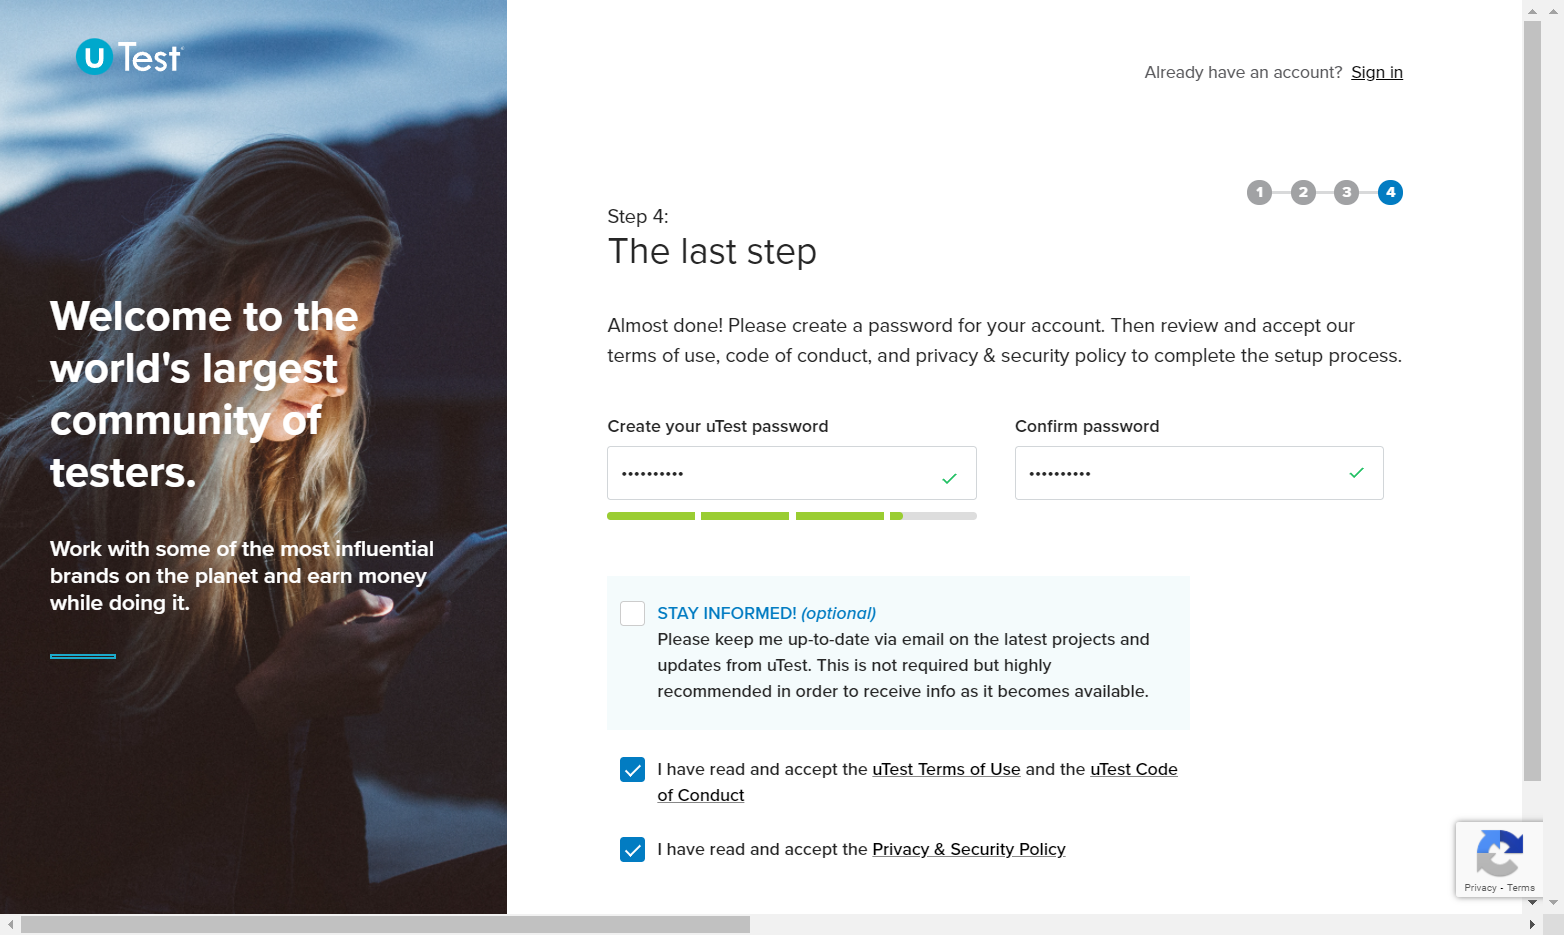 U Test
Already have an account? Sign in
1 2 3 4
Step 4:
The last step
Welcome to the
world's largest
community of
testers.
Work with some of the most influential
brands on the planet and earn money
while doing it.
Almost done! Please create a password for your account. Then review and accept our
terms of use, code of conduct, and privacy & security policy to complete the setup process.
Create your uTest password
Confirm password
••••••••••
••••••••••
STAY INFORMED! (optional)
Please keep me up-to-date via email on the latest projects and
updates from uTest. This is not required but highly
recommended in order to receive info as it becomes available.
I have read and accept the uTest Terms of Use and the uTest Code
of Conduct
I have read and accept the Privacy & Security Policy
Privacy - Terms